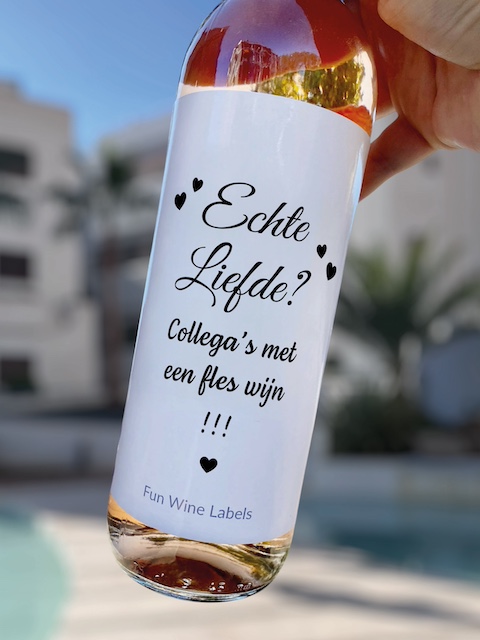 Echte
Liefde?
Collega's met
een fles wijn
!!!
Fun Wine Labels